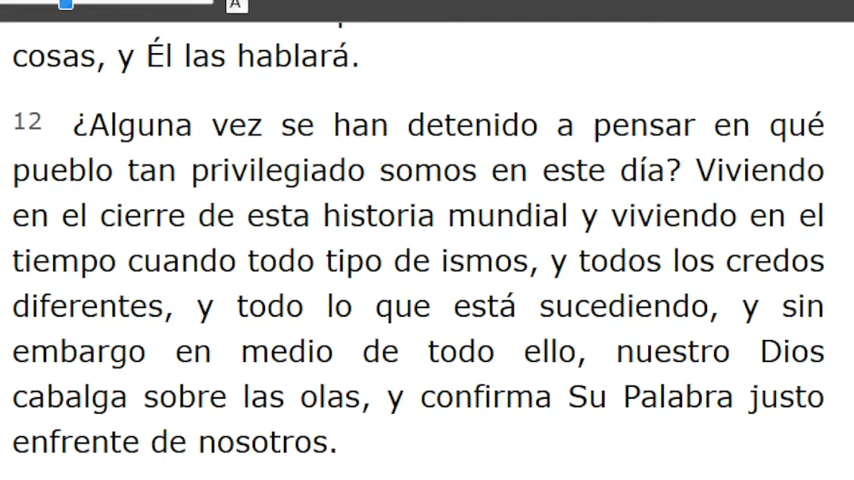 A
cosas, y Él las hablará.
12 ¿Alguna vez se han detenido a pensar en qué
pueblo tan privilegiado somos en este día? Viviendo
en el cierre de esta historia mundial y viviendo en el
tiempo cuando todo tipo de ismos, y todos los credos
diferentes, y todo lo que está sucediendo, y sin
embargo en medio de todo ello, nuestro Dios
cabalga sobre las olas, y confirma Su Palabra justo
enfrente de nosotros.